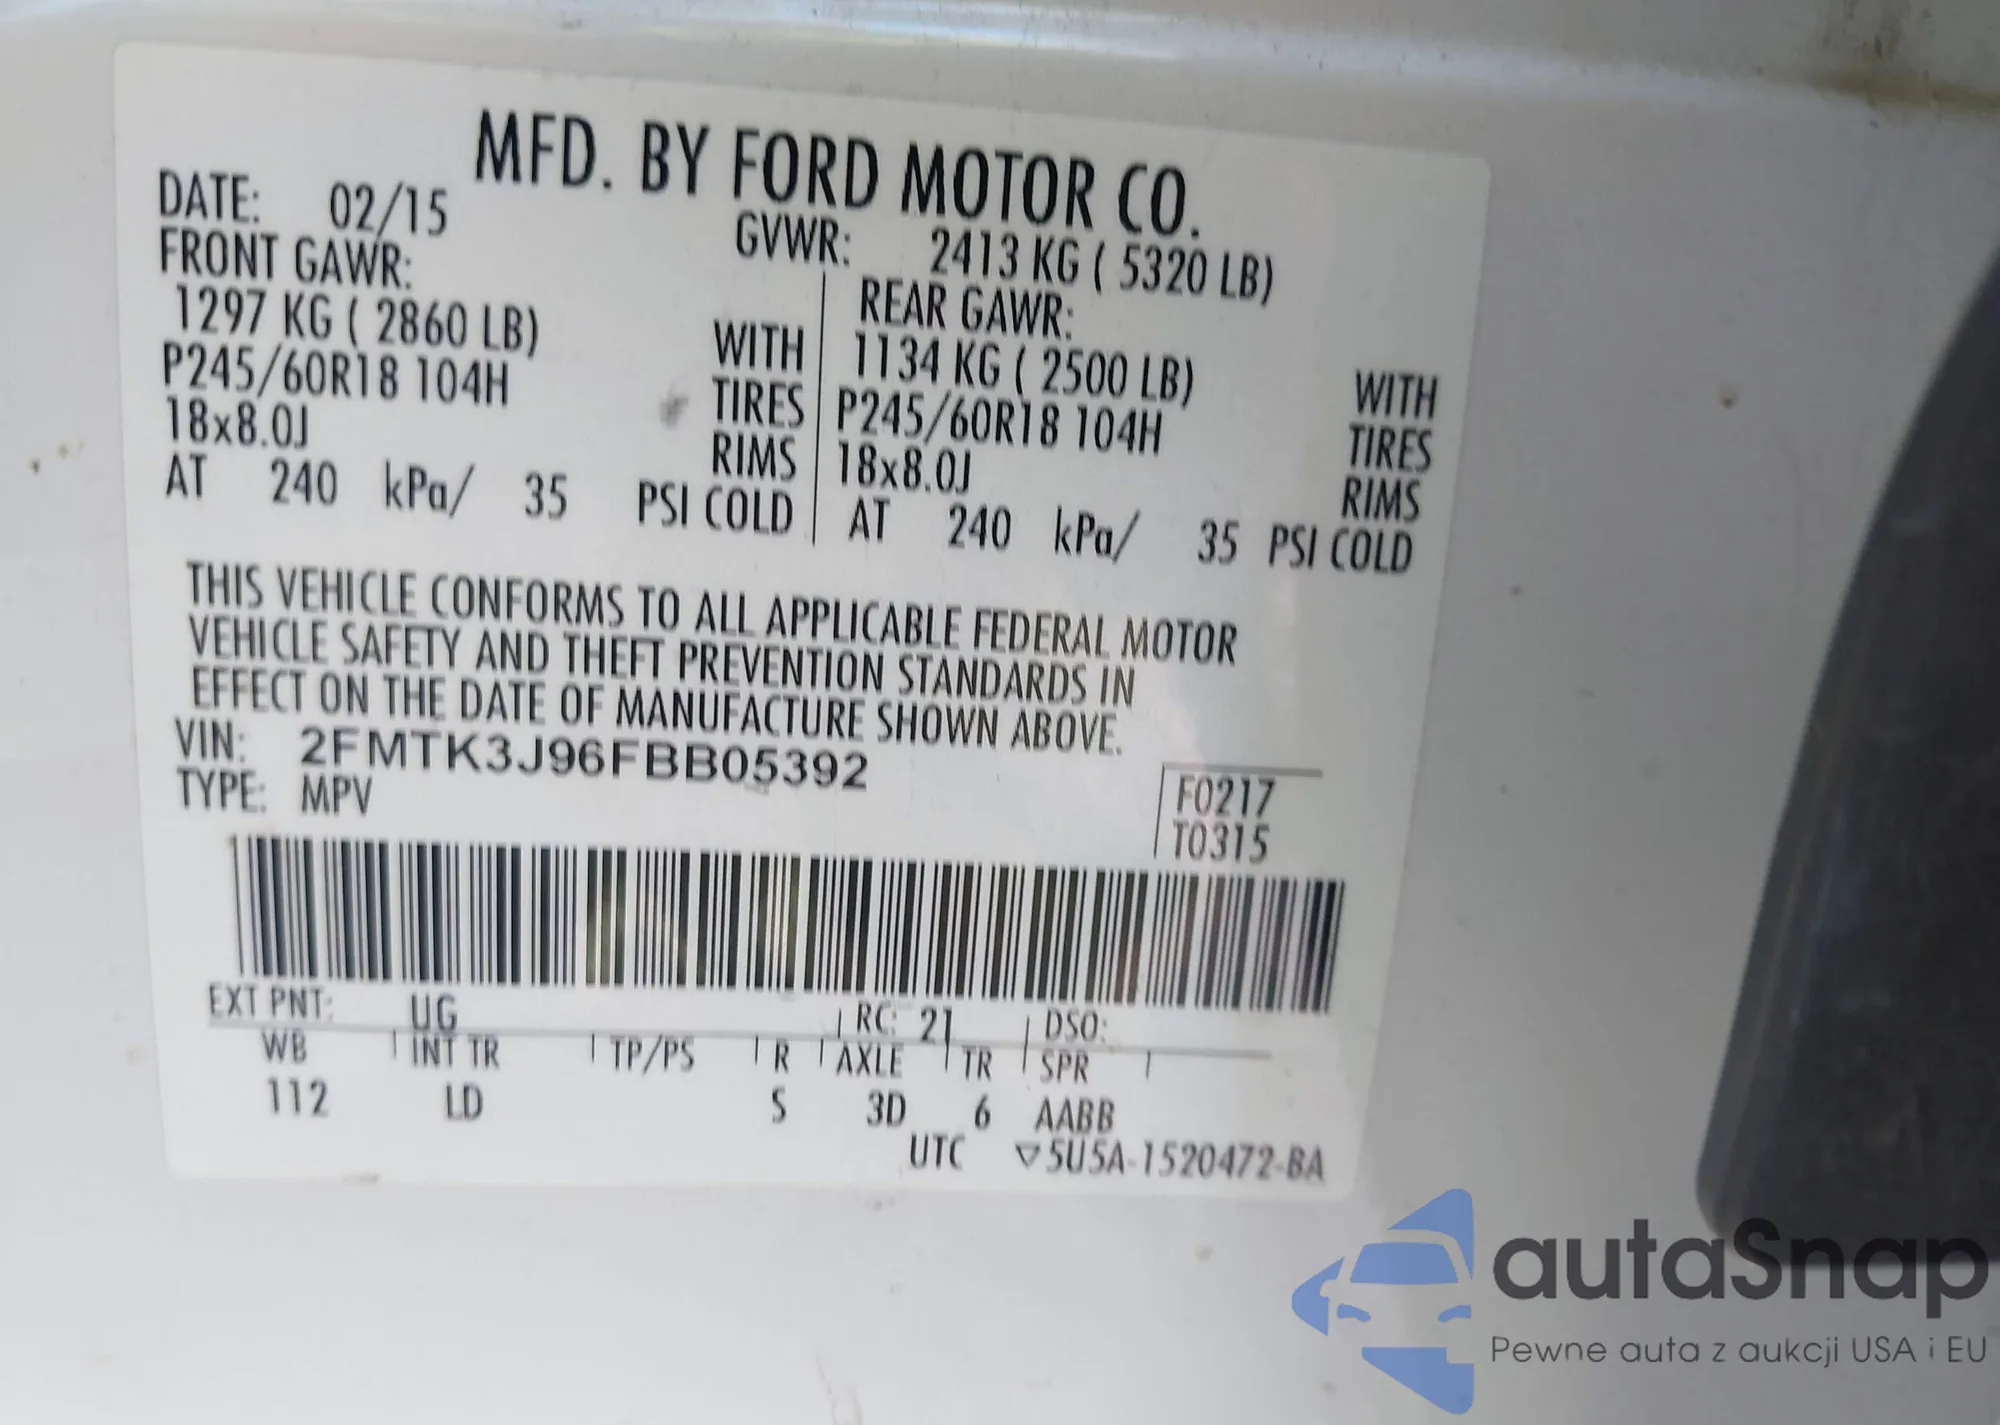 MFD. BY FORD MOTOR CO.
DATE: 02/15
GVWR: 2413 KG ( 5320 LB)
FRONT GAWR:
1297 KG ( 2860 LB) WITH
P245/60R18 104H TIRES
18x8.0J RIMS
AT 240 kPa/ 35 PSI COLD
REAR GAWR:
1134 KG ( 2500 LB) WITH
P245/60R18 104H TIRES
18x8.0J RIMS
AT 240 kPa/ 35 PSI COLD
THIS VEHICLE CONFORMS TO ALL APPLICABLE FEDERAL MOTOR
VEHICLE SAFETY AND THEFT PREVENTION STANDARDS IN
EFFECT ON THE DATE OF MANUFACTURE SHOWN ABOVE.
VIN: 2FMTK3J96FBB05392
TYPE: MPV
F0217
T0315
EXT PNT: UG RC: 21 DSO:
WB INT TR TP/PS R AXLE TR SPR
112 LD S 3D 6 AABB
UTC ▽5U5A-1520472-BA
autaSnap
Pewne auta z aukcji USA i EU